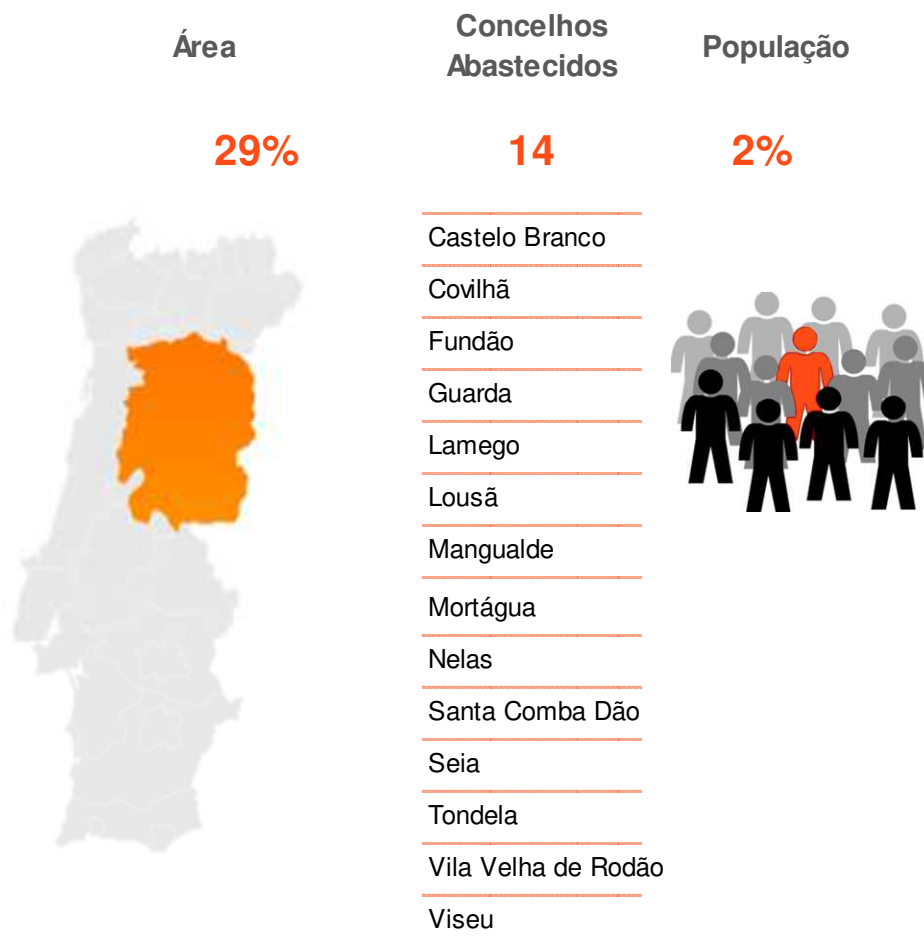 Área
Concelhos
Abastecidos
População
29%
14
2%
Castelo Branco
Covilhã
Fundão
Guarda
Lamego
Lousã
Mangualde
Mortágua
Nelas
Santa Comba Dão
Seia
Tondela
Vila Velha de Rodão
Viseu